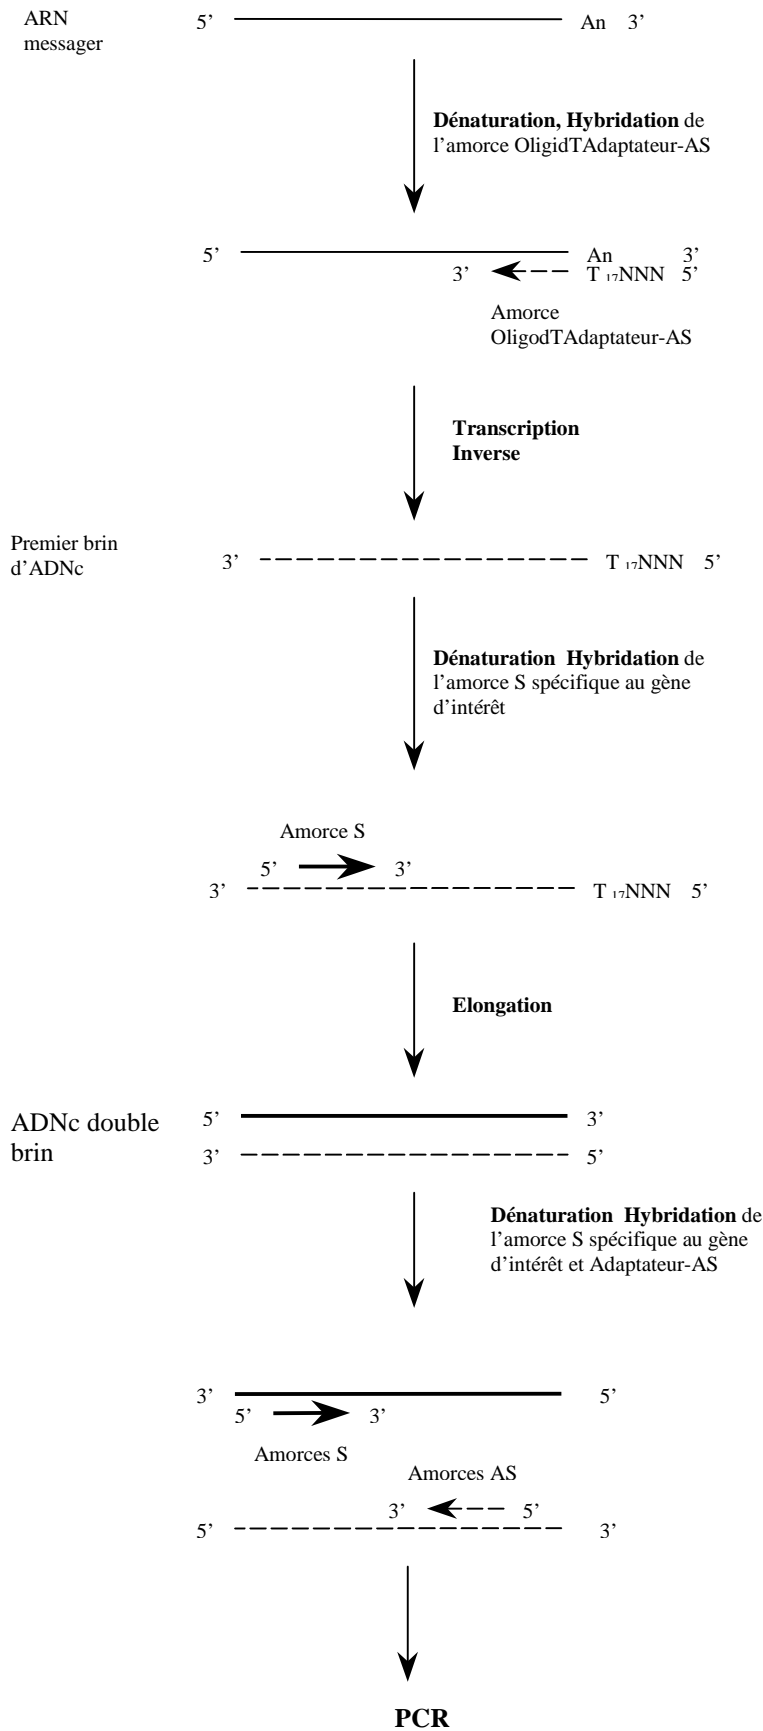 ARN
messager
5’ An 3’
Dénaturation, Hybridation de
l’amorce OligidTAdaptateur-AS
5’ An 3’
3’ T 17NNN 5’
Amorce
OligodTAdaptateur-AS
Transcription
Inverse
Premier brin
d’ADNc
3’ T 17NNN 5’
Dénaturation Hybridation de
l’amorce S spécifique au gène
d’intérêt
Amorce S
5’ 3’
3’ T 17NNN 5’
Elongation
ADNc double
brin
5’ 3’
3’ 5’
Dénaturation Hybridation de
l’amorce S spécifique au gène
d’intérêt et Adaptateur-AS
3’ 5’
5’ 3’
Amorces S
Amorces AS
3’ 5’
5’ 3’
PCR